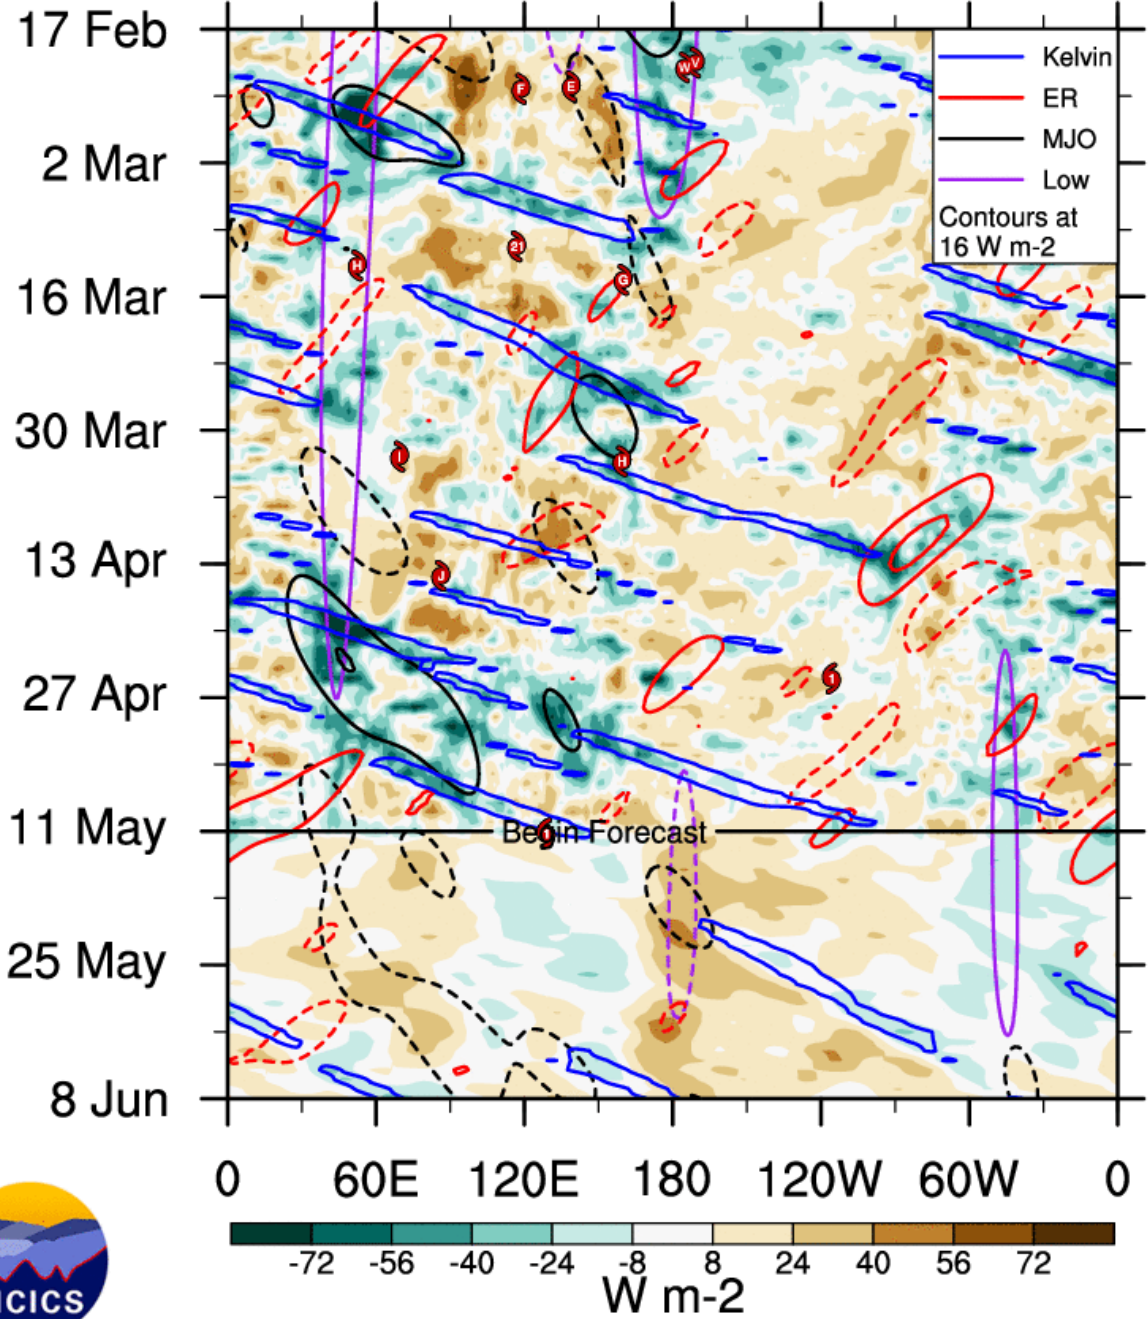 17 Feb
Kelvin
ER
MJO
Low
Contours at
16 W m-2
W V
F
E
2 Mar
21
H
G
16 Mar
30 Mar
I
H
13 Apr
J
27 Apr
1
11 May
Begin Forecast
25 May
8 Jun
0 60E 120E 180 120W 60W 0
-72 -56 -40 -24 -8 8 24 40 56 72
W m-2
CICS